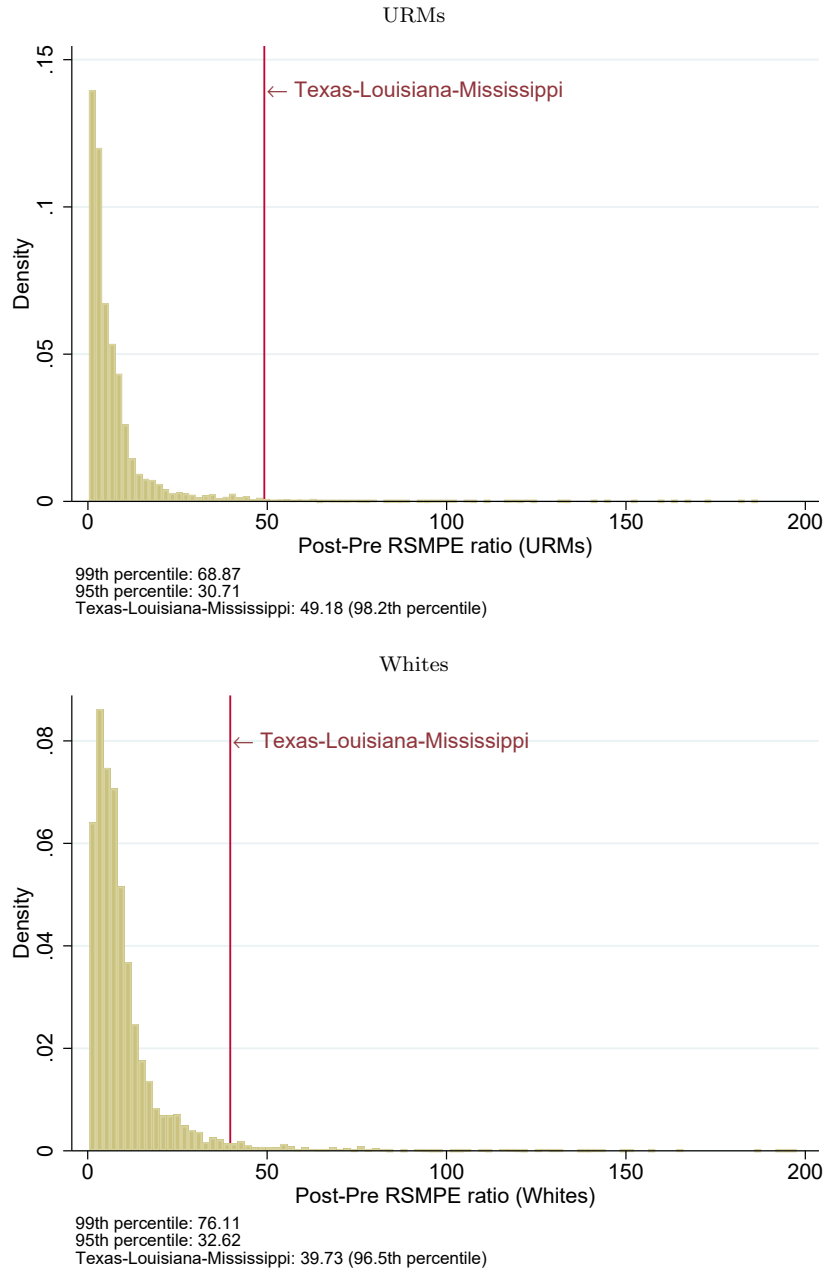 URMs
.15
.1
.05
0
Density
← Texas-Louisiana-Mississippi
0 50 100 150 200
Post-Pre RSMPE ratio (URMs)
99th percentile: 68.87
95th percentile: 30.71
Texas-Louisiana-Mississippi: 49.18 (98.2th percentile)
Whites
.08
.06
.04
.02
0
Density
← Texas-Louisiana-Mississippi
0 50 100 150 200
Post-Pre RSMPE ratio (Whites)
99th percentile: 76.11
95th percentile: 32.62
Texas-Louisiana-Mississippi: 39.73 (96.5th percentile)